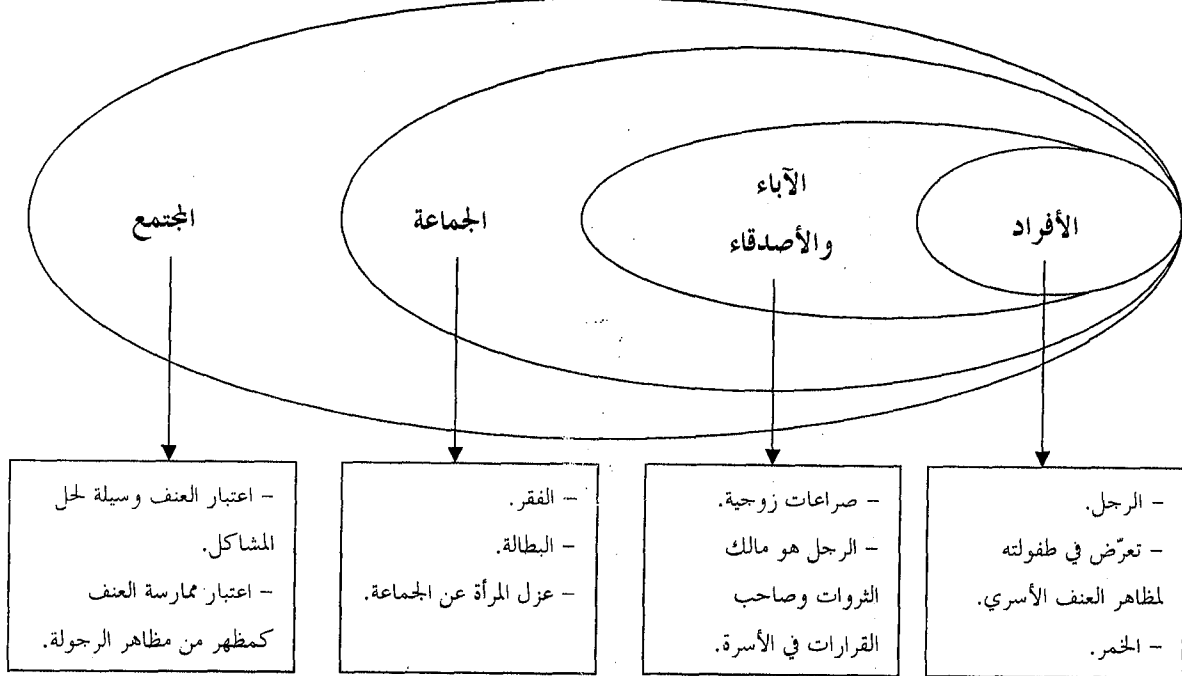 الأفراد
الآباء
والأصدقاء
الجماعة
المجتمع
– الرجل.
– تعرّض في طفولته
لمظاهر العنف الأسري.
– الخمر.
– صراعات زوجية.
– الرجل هو مالك
الثروات وصاحب
القرارات في الأسرة.
– الفقر.
– البطالة.
– عزل المرأة عن الجماعة.
– اعتبار العنف وسيلة لحل
المشاكل.
– اعتبار ممارسة العنف
كمظهر من مظاهر الرجولة.